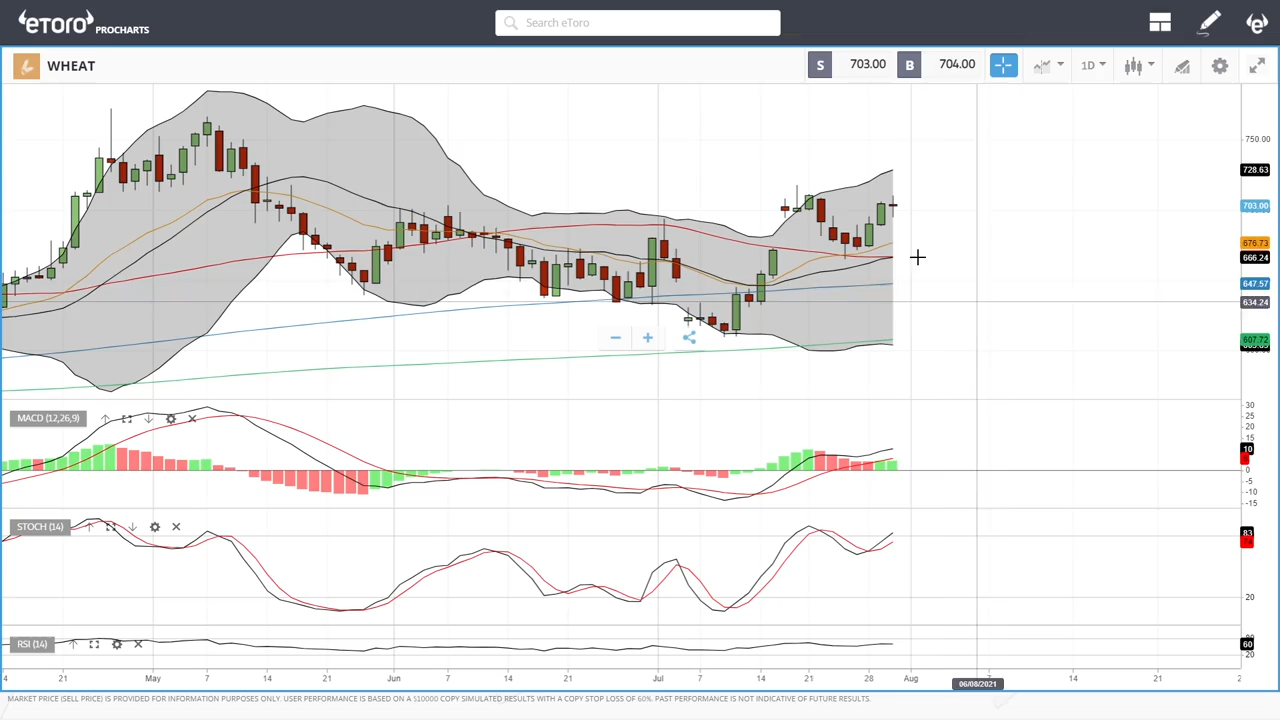 eToro PROCHARTS
Search eToro
WHEAT
S 703.00 B 704.00
1D
750.00
728.63
703.00
676.73
666.24
647.57
634.24
607.72
MACD (12,26,9)
30
25
20
15
10
0
-5
-10
-15
STOCH (14)
83
20
RSI (14)
60
20
4 21 May 7 14 21 Jun 7 14 21 Jul 7 14 21 28 Aug 14 21 2
06/08/2021
MARKET PRICE (SELL PRICE) IS PROVIDED FOR INFORMATION PURPOSES ONLY. USER PERFORMANCE IS BASED ON A $10000 COPY SIMULATED RESULTS WITH A COPY STOP LOSS OF 60%. PAST PERFORMANCE IS NOT INDICATIVE OF FUTURE RESULTS.